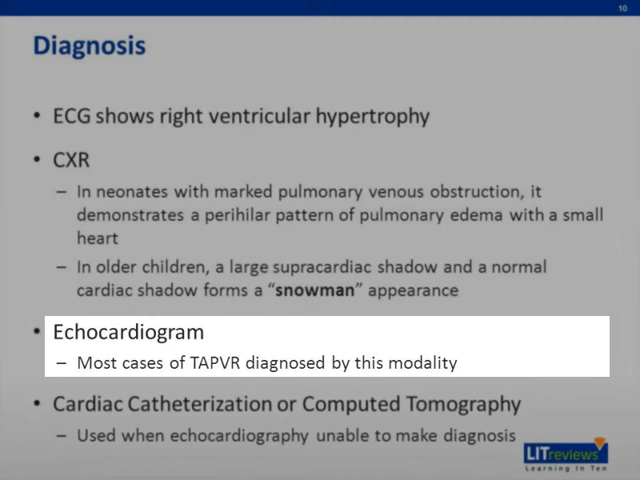 10
Diagnosis
• ECG shows right ventricular hypertrophy
• CXR
– In neonates with marked pulmonary venous obstruction, it
demonstrates a perihilar pattern of pulmonary edema with a small
heart
– In older children, a large supracardiac shadow and a normal
cardiac shadow forms a “snowman” appearance
• Echocardiogram
– Most cases of TAPVR diagnosed by this modality
• Cardiac Catheterization or Computed Tomography
– Used when echocardiography unable to make diagnosis
LITreviews
Learning In Ten